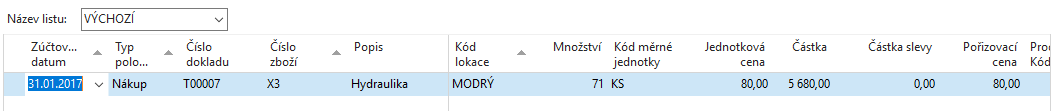 Název listu: VÝCHOZÍ
Zúčtov... datum Typ polo... Číslo dokladu Číslo zboží Popis Kód lokace Množství Kód měrné jednotky Jednotková cena Částka Částka slevy Pořizovací cena Pro Kód
31.01.2017 Nákup T00007 X3 Hydraulika MODRÝ 71 KS 80,00 5 680,00 0,00 80,00